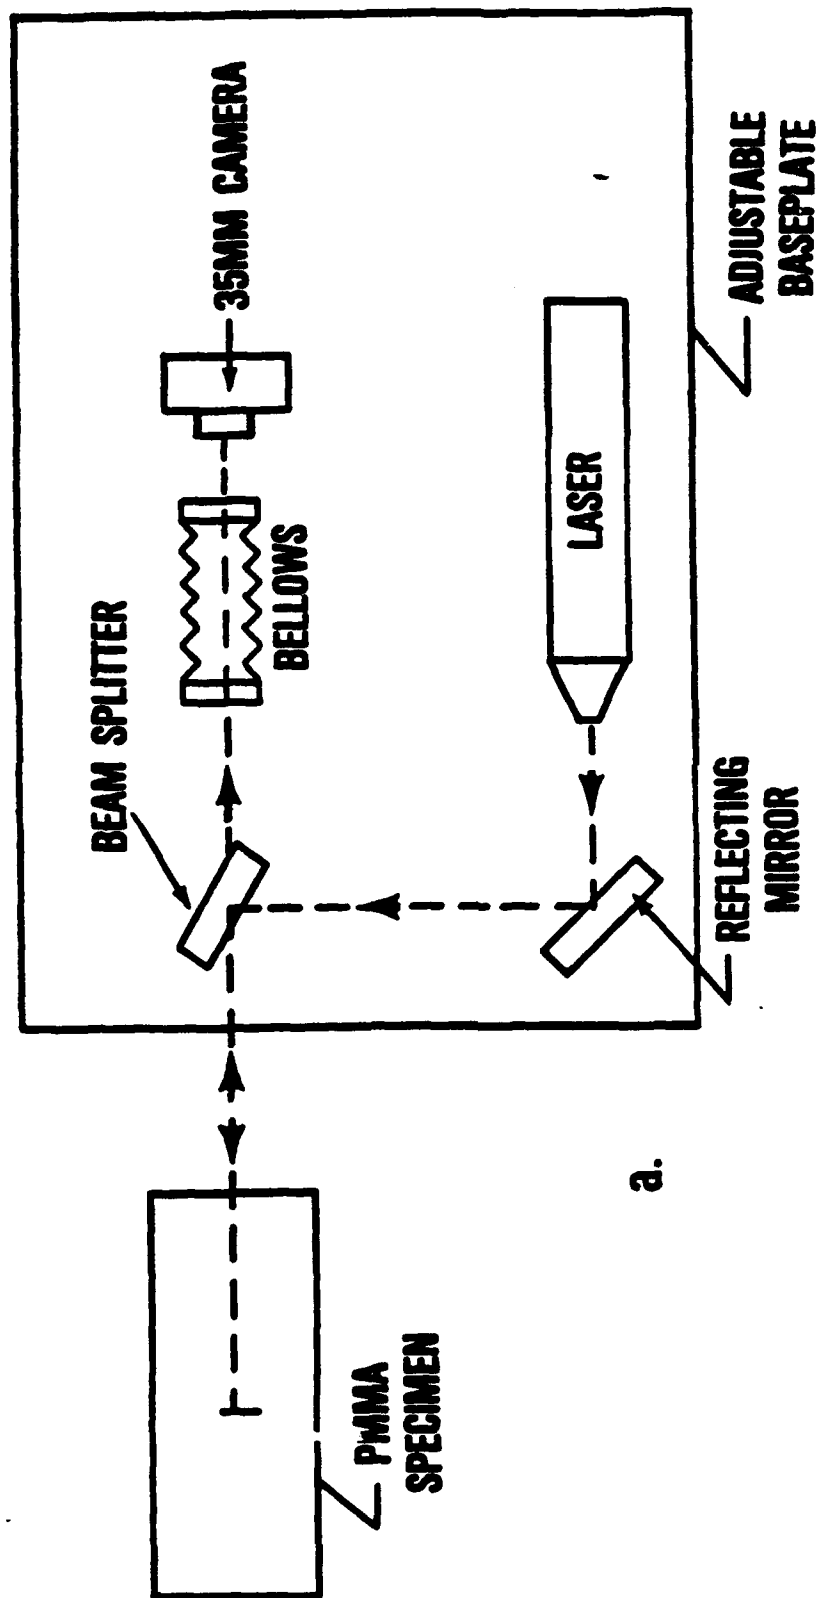 35MM CAMERA
BEAM SPLITTER
BELLOWS
LASER
ADJUSTABLE
BASEPLATE
REFLECTING
MIRROR
PMMA
SPECIMEN
a.